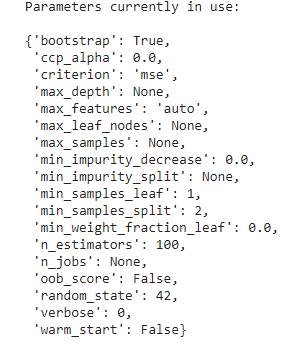 Parameters currently in use:
{'bootstrap': True,
'ccp_alpha': 0.0,
'criterion': 'mse',
'max_depth': None,
'max_features': 'auto',
'max_leaf_nodes': None,
'max_samples': None,
'min_impurity_decrease': 0.0,
'min_impurity_split': None,
'min_samples_leaf': 1,
'min_samples_split': 2,
'min_weight_fraction_leaf': 0.0,
'n_estimators': 100,
'n_jobs': None,
'oob_score': False,
'random_state': 42,
'verbose': 0,
'warm_start': False}